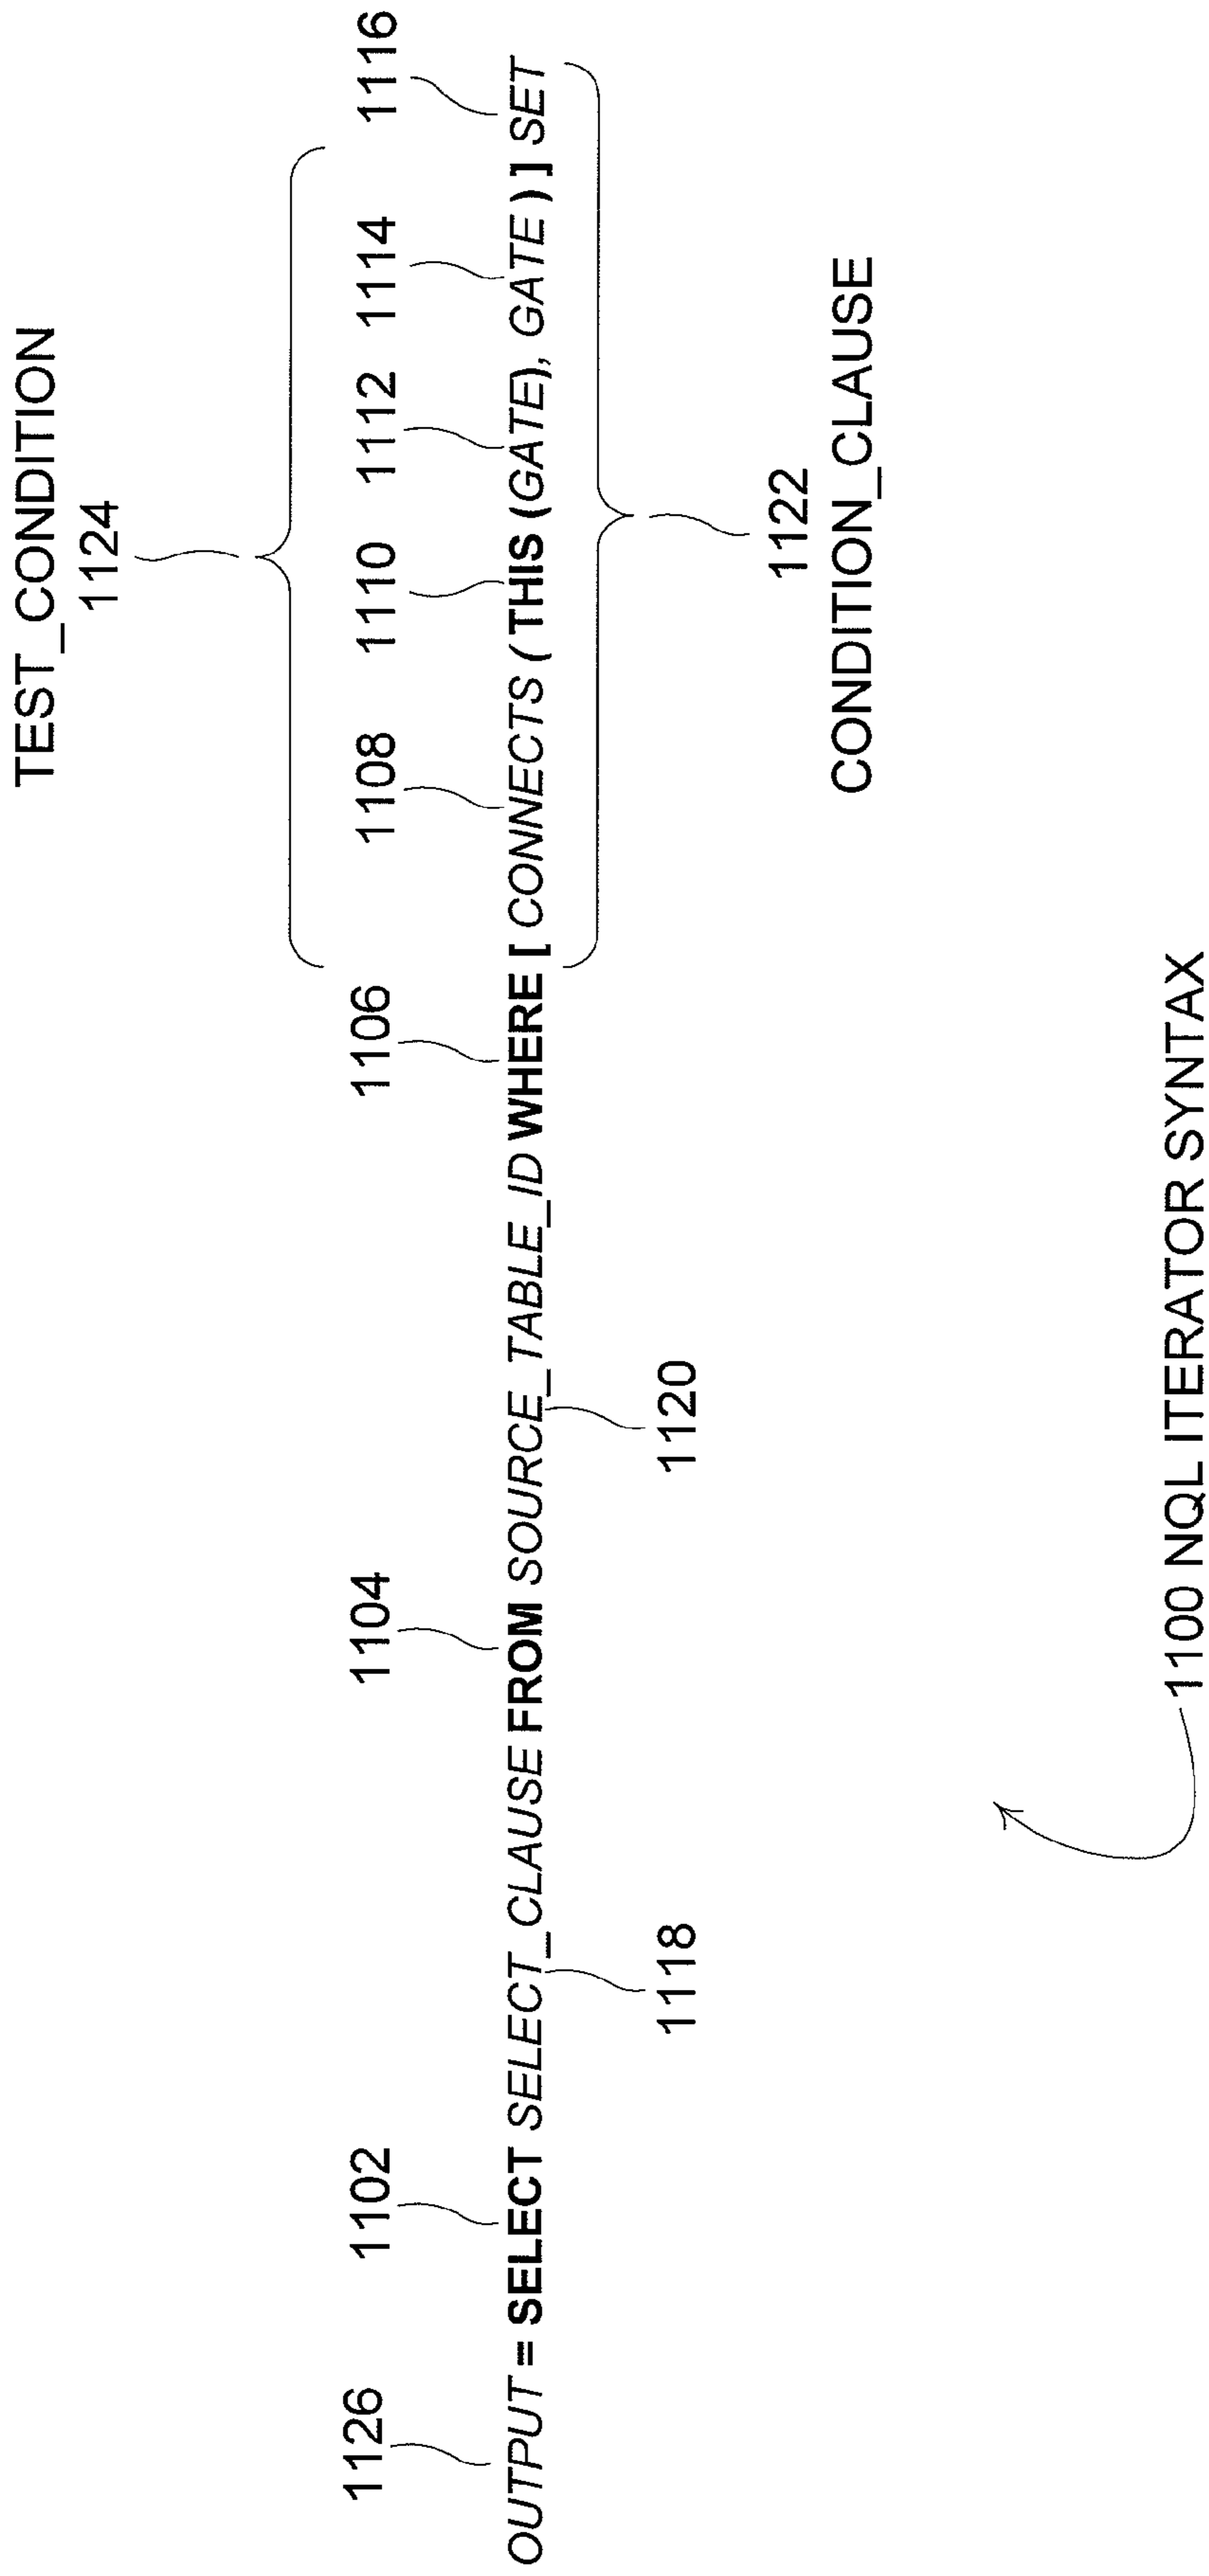 TEST_CONDITION
1124
1126 1102 1104 1106 1108 1110 1112 1114 1116
OUTPUT = SELECT SELECT_CLAUSE FROM SOURCE_TABLE_ID WHERE [ CONNECTS ( THIS (GATE), GATE ) ] SET
1118 1120
1122
CONDITION_CLAUSE
1100 NQL ITERATOR SYNTAX